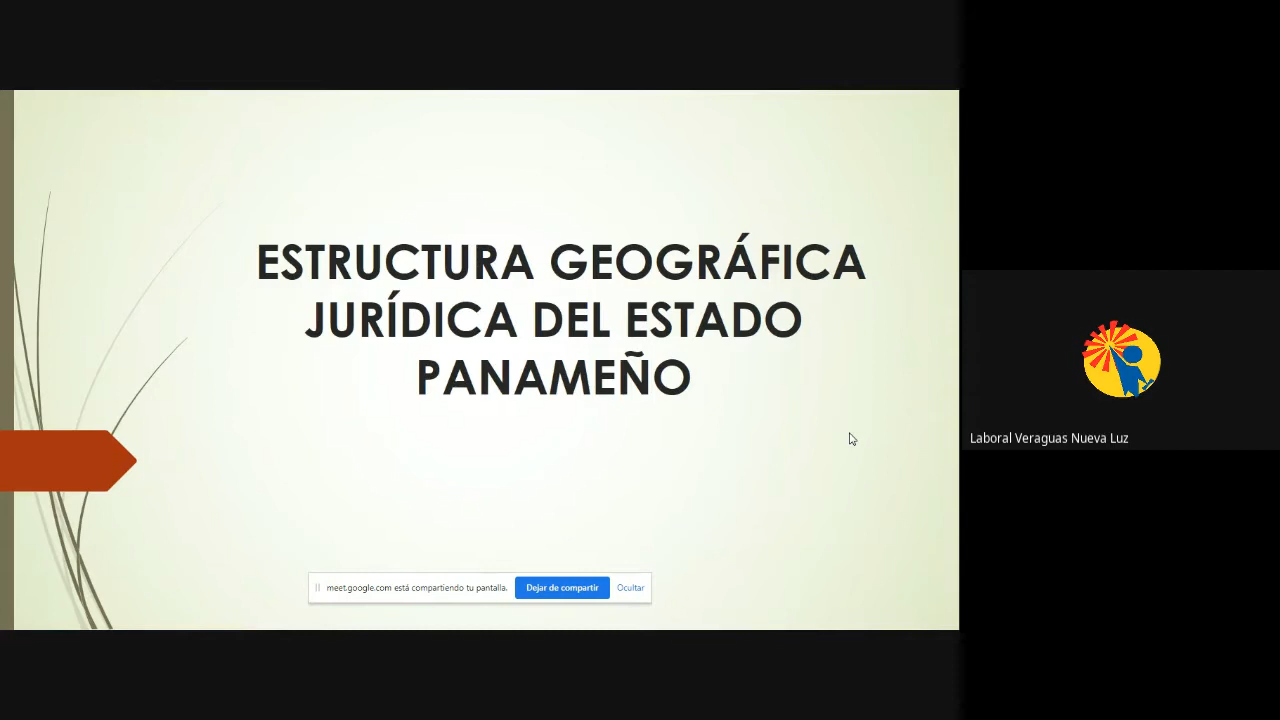 ESTRUCTURA GEOGRÁFICA
JURÍDICA DEL ESTADO
PANAMEÑO
meet.google.com está compartiendo tu pantalla.
Dejar de compartir
Ocultar
Laboral Veraguas Nueva Luz